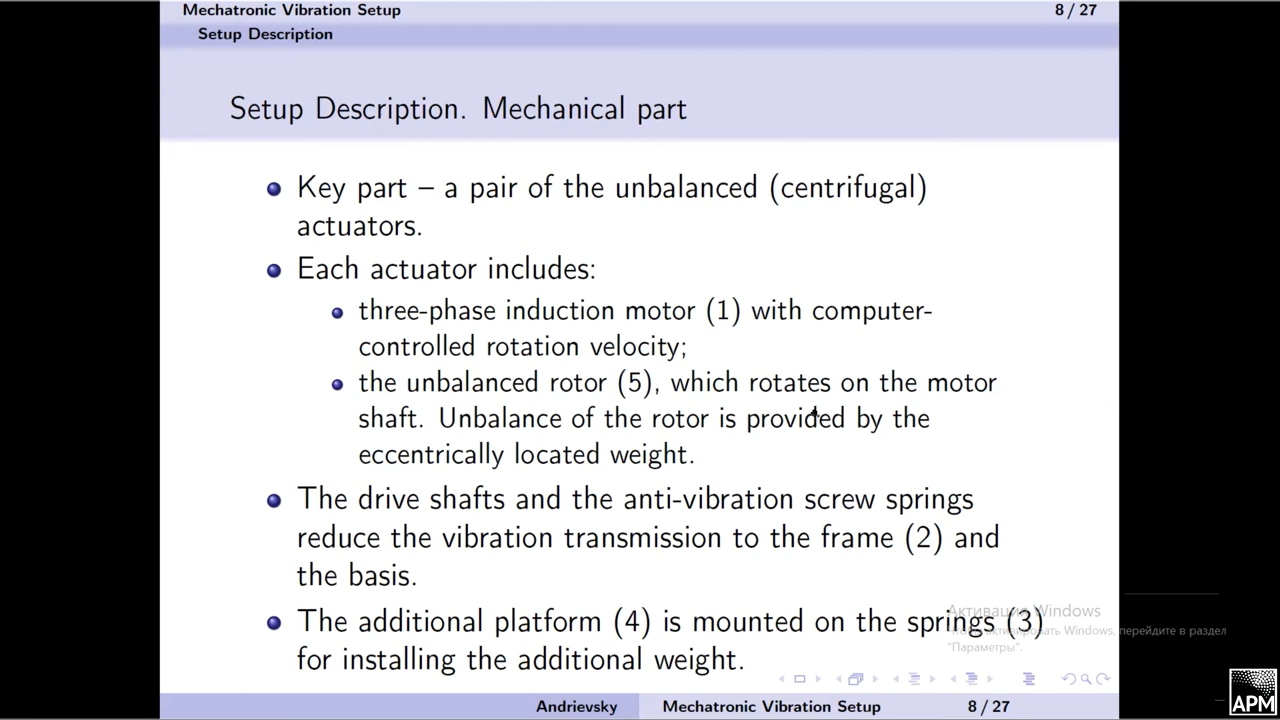 Mechatronic Vibration Setup 8 / 27
Setup Description
Setup Description. Mechanical part
Key part – a pair of the unbalanced (centrifugal)
actuators.
Each actuator includes:
three-phase induction motor (1) with computer-
controlled rotation velocity;
the unbalanced rotor (5), which rotates on the motor
shaft. Unbalance of the rotor is provided by the
eccentrically located weight.
The drive shafts and the anti-vibration screw springs
reduce the vibration transmission to the frame (2) and
the basis.
The additional platform (4) is mounted on the springs (3)
for installing the additional weight.
Активация Windows
Чтобы активировать Windows, перейдите в раздел
"Параметры".
Andrievsky Mechatronic Vibration Setup 8 / 27
APM